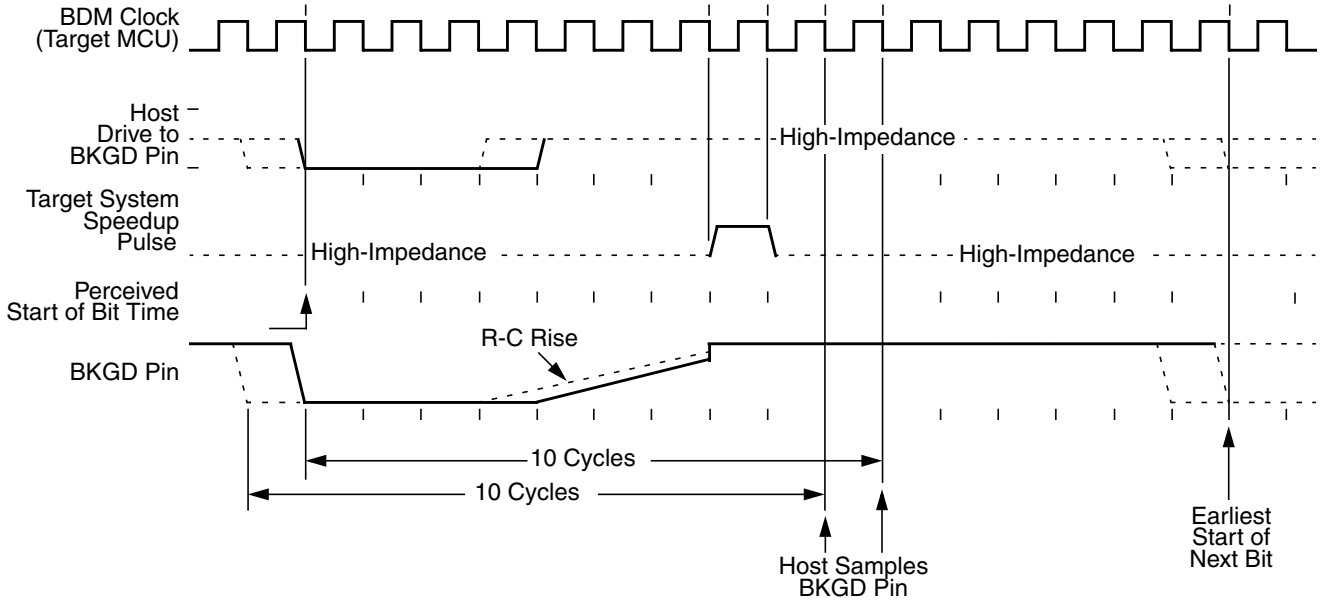 BDM Clock
(Target MCU)
Host
Drive to
BKGD Pin
High-Impedance
Target System
Speedup
Pulse
High-Impedance
High-Impedance
Perceived
Start of Bit Time
R-C Rise
BKGD Pin
10 Cycles
10 Cycles
Host Samples
BKGD Pin
Earliest
Start of
Next Bit